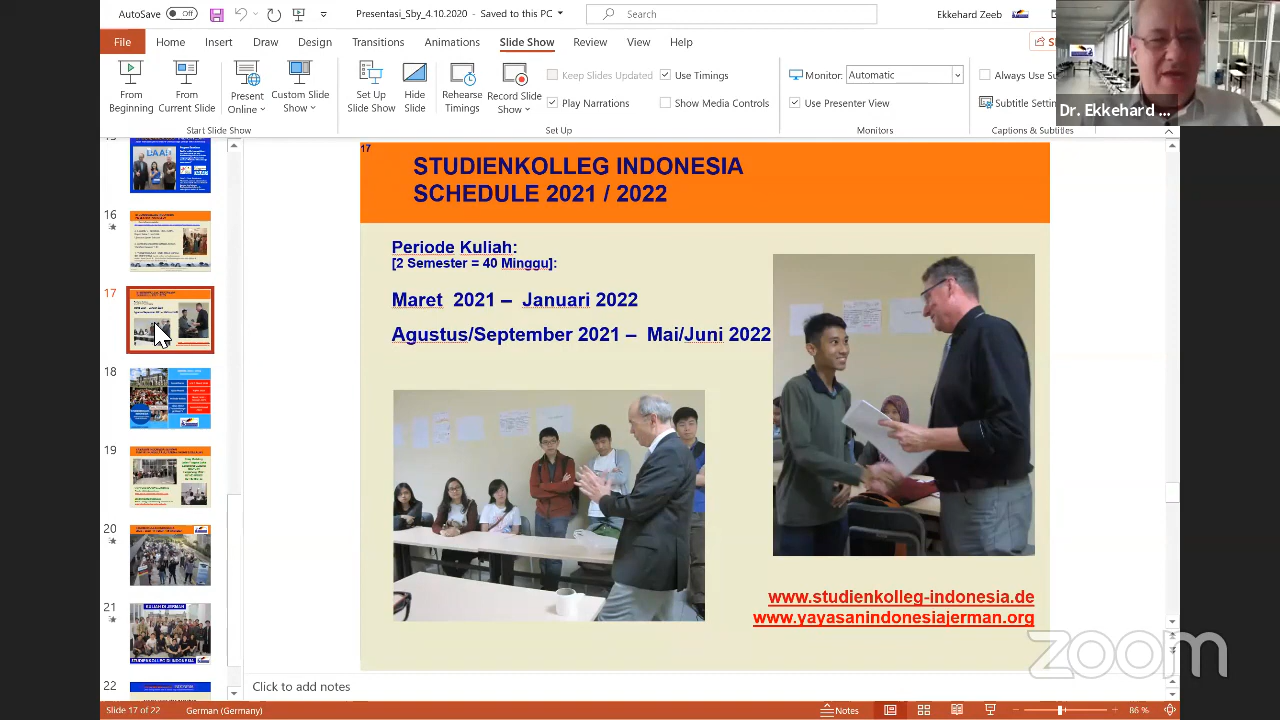 AutoSave
Off
Presentasi_Sby_4.10.2020 - Saved to this PC
Search
Ekkehard Zeeb
File
Home
Insert
Draw
Design
Transitions
Animations
Slide Show
Review
View
Help
From Beginning
From Current Slide
Present Online
Custom Slide Show
Start Slide Show
Set Up Slide Show
Hide Slide
Rehearse Timings
Record Slide Show
Keep Slides Updated
Use Timings
Play Narrations
Show Media Controls
Set Up
Monitor:
Automatic
Use Presenter View
Monitors
Always Use
Captions & Subtitles
Dr. Ekkehard ...
16
17
18
19
20
21
KULIAH DI JERMAN
STUDIENKOLLEG DI INDONESIA
22
17
STUDIENKOLLEG INDONESIA
SCHEDULE 2021 / 2022
Periode Kuliah:
[2 Semester = 40 Minggu]:
Maret 2021 – Januari 2022
Agustus/September 2021 – Mai/Juni 2022
www.studienkolleg-indonesia.de
www.yayasanindonesiajerman.org
zoom
Click to add notes
Slide 17 of 22
German (Germany)
Notes
86 %